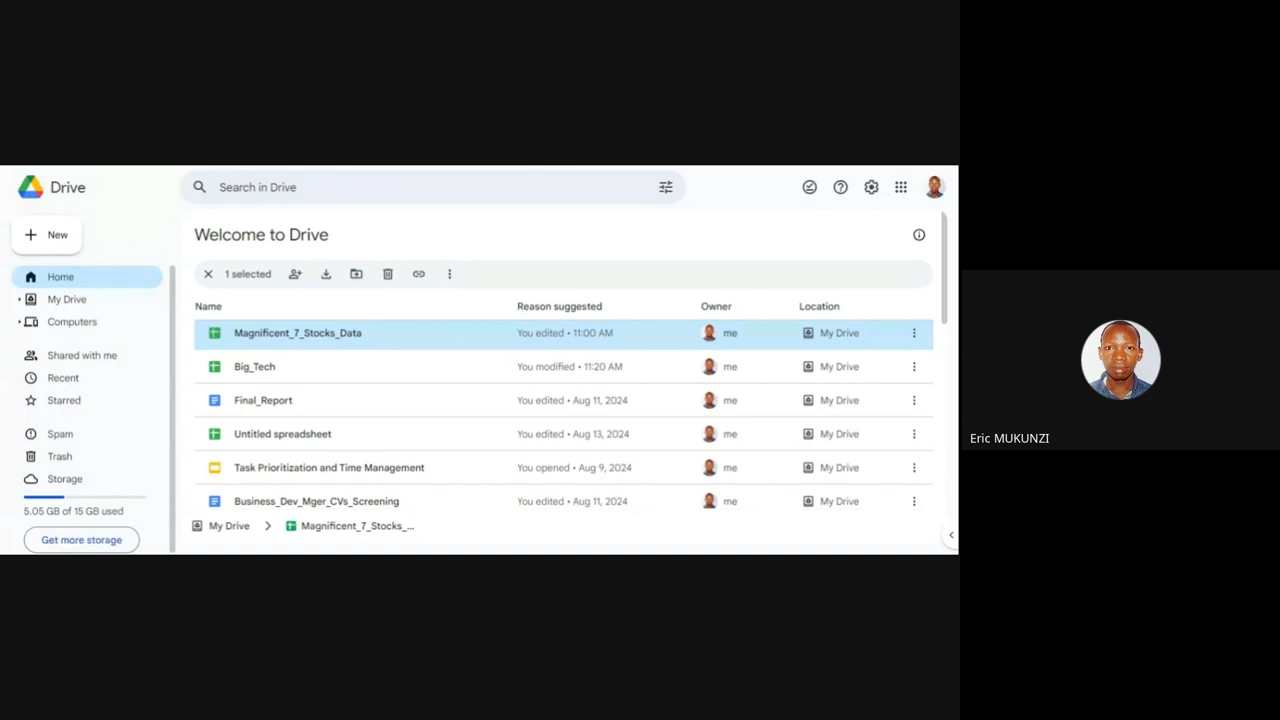 Drive
Search in Drive
New
Welcome to Drive
Home
My Drive
Computers
Shared with me
Recent
Starred
Spam
Trash
Storage
5.05 GB of 15 GB used
Get more storage
1 selected
Name Reason suggested Owner Location
Magnificent_7_Stocks_Data You edited • 11:00 AM me My Drive
Big_Tech You modified • 11:20 AM me My Drive
Final_Report You edited • Aug 11, 2024 me My Drive
Untitled spreadsheet You edited • Aug 13, 2024 me My Drive
Task Prioritization and Time Management You opened • Aug 9, 2024 me My Drive
Business_Dev_Mger_CVs_Screening You edited • Aug 11, 2024 me My Drive
My Drive Magnificent_7_Stocks_...
Eric MUKUNZI